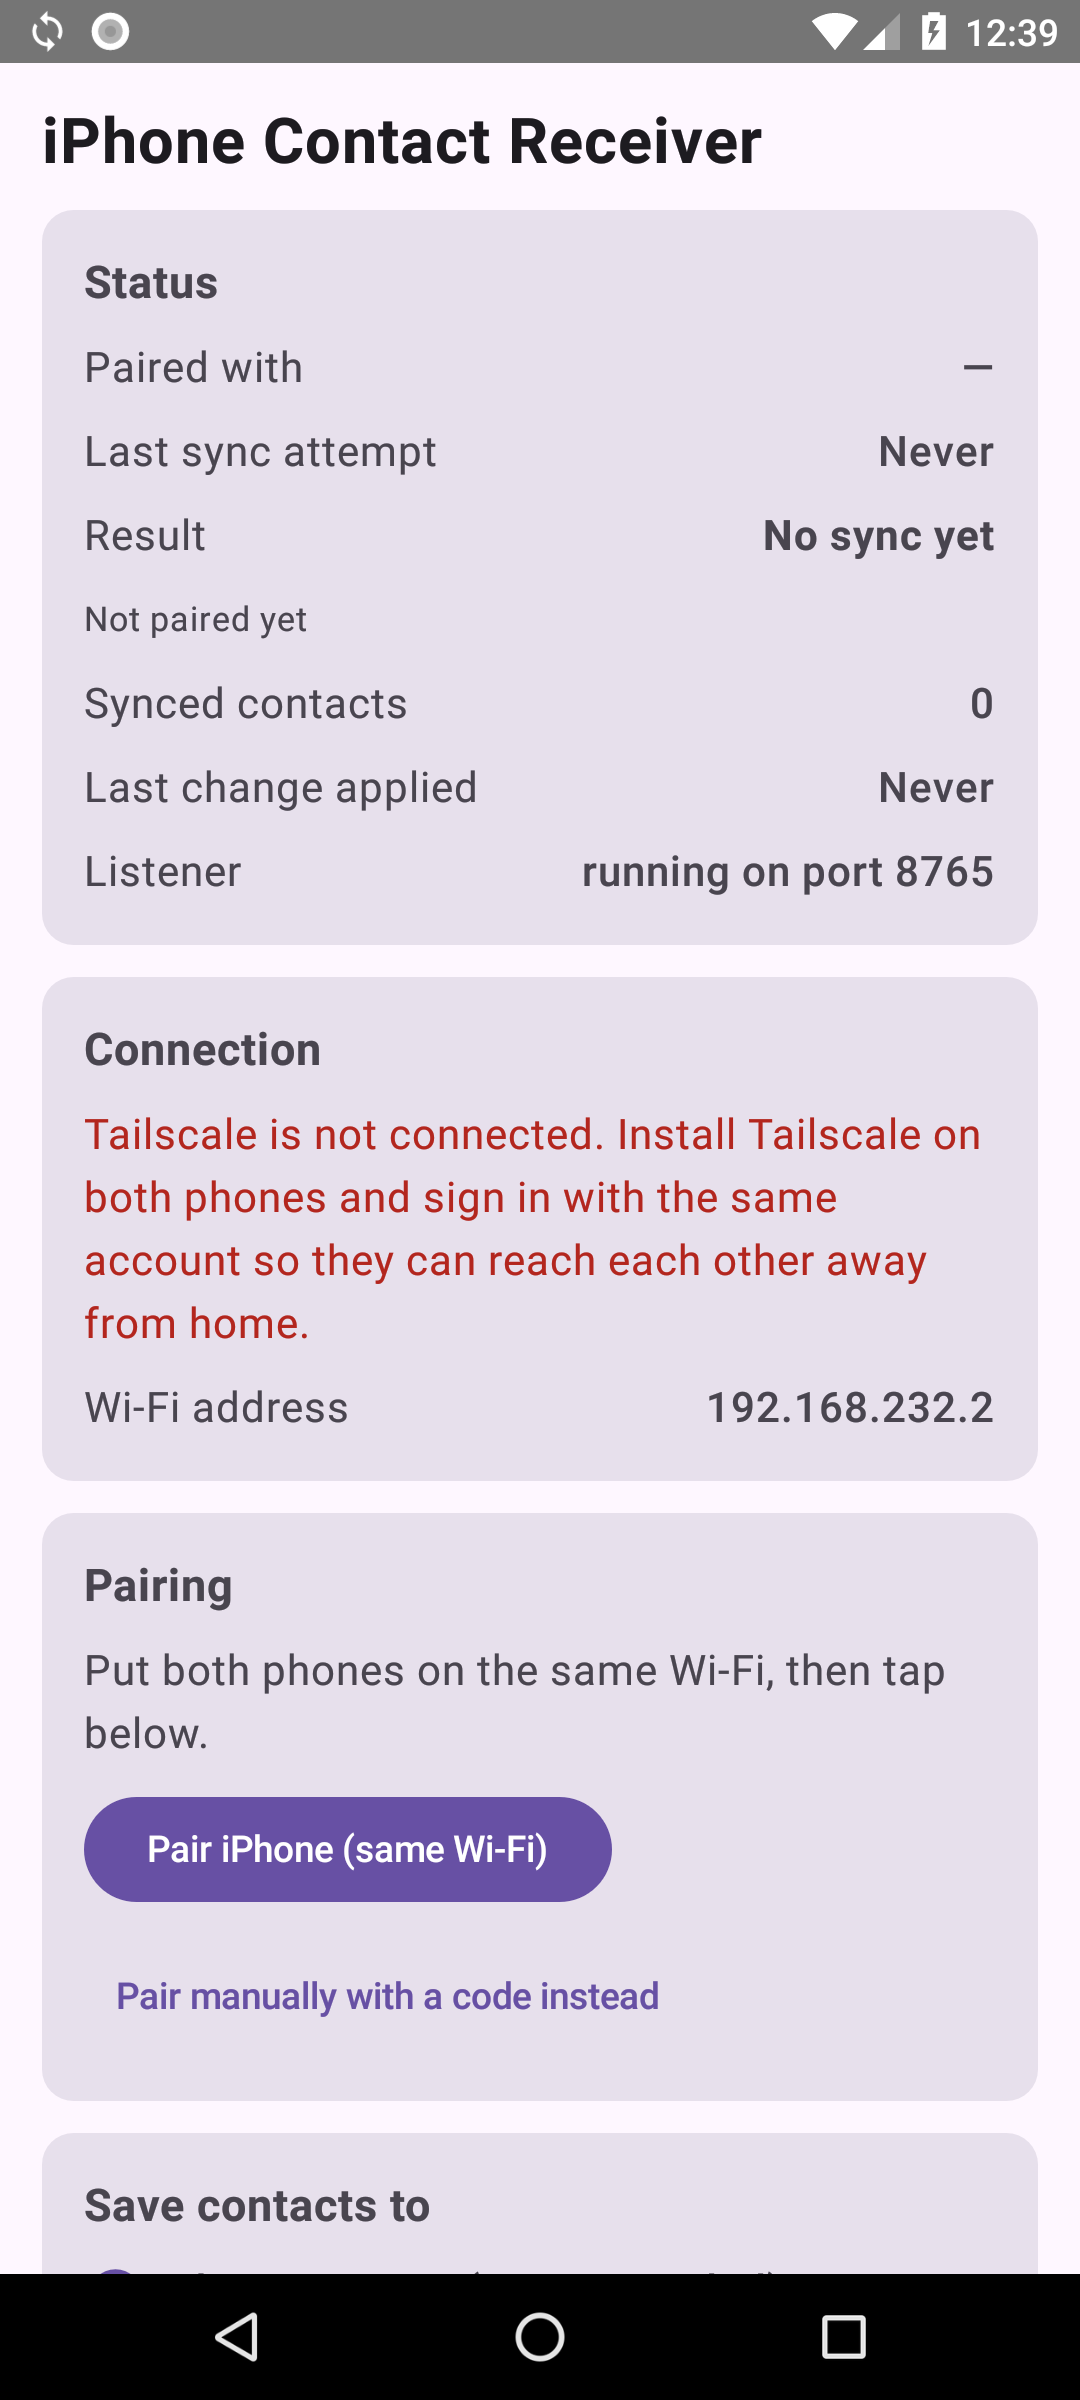 12:39
iPhone Contact Receiver
Status
Paired with –
Last sync attempt Never
Result No sync yet
Not paired yet
Synced contacts 0
Last change applied Never
Listener running on port 8765
Connection
Tailscale is not connected. Install Tailscale on
both phones and sign in with the same
account so they can reach each other away
from home.
Wi-Fi address 192.168.232.2
Pairing
Put both phones on the same Wi-Fi, then tap
below.
Pair iPhone (same Wi-Fi)
Pair manually with a code instead
Save contacts to